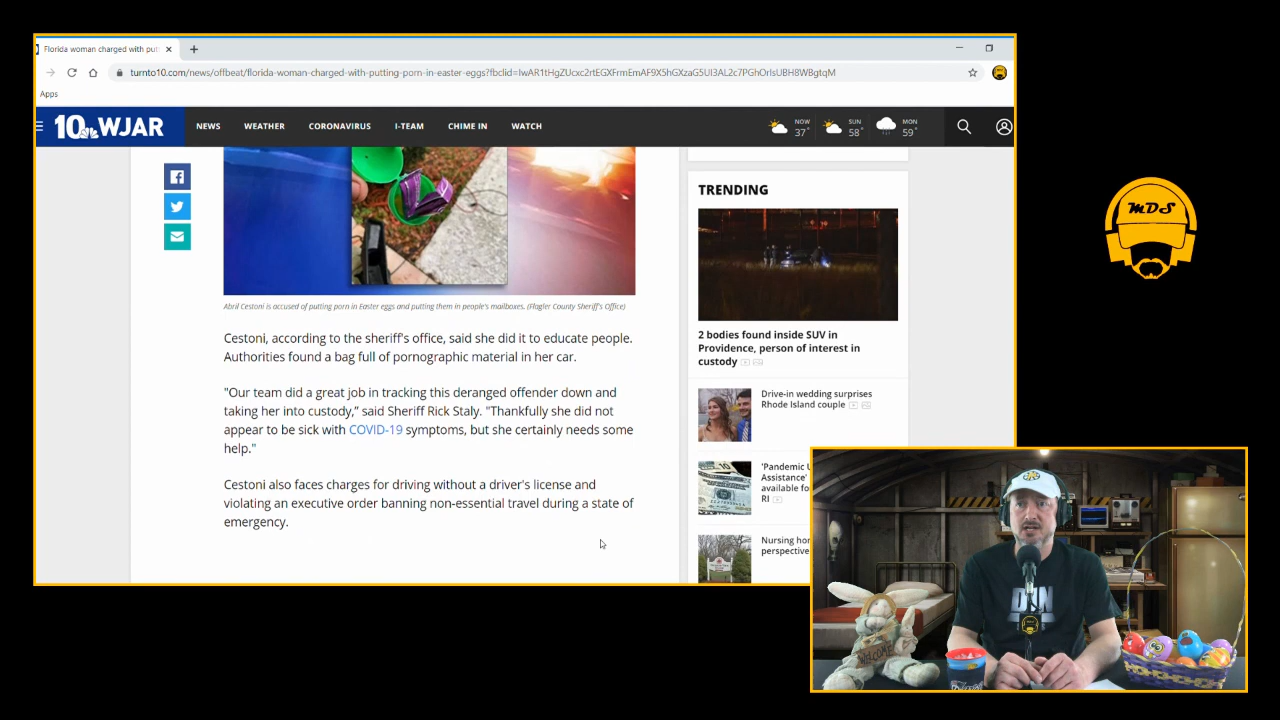 Florida woman charged with put
turnto10.com/news/offbeat/florida-woman-charged-with-putting-porn-in-easter-eggs?fbclid=IwAR1tHgZUcxc2rtEGXFrmEmAF9X5hGXzaG5UI3AL2c7PGhOrIsUBH8WBgtqM
Apps
10 WJAR
NEWS WEATHER CORONAVIRUS I-TEAM CHIME IN WATCH
NOW 37° SUN 58° MON 59°
Abril Cestoni is accused of putting porn in Easter eggs and putting them in people's mailboxes. (Flagler County Sheriff's Office)
Cestoni, according to the sheriff's office, said she did it to educate people.
Authorities found a bag full of pornographic material in her car.
"Our team did a great job in tracking this deranged offender down and
taking her into custody,” said Sheriff Rick Staly. "Thankfully she did not
appear to be sick with COVID-19 symptoms, but she certainly needs some
help."
Cestoni also faces charges for driving without a driver's license and
violating an executive order banning non-essential travel during a state of
emergency.
TRENDING
2 bodies found inside SUV in
Providence, person of interest in
custody
Drive-in wedding surprises
Rhode Island couple
'Pandemic U
Assistance'
available fo
RI
Nursing hor
perspective
MDS
WELCOME
MDS